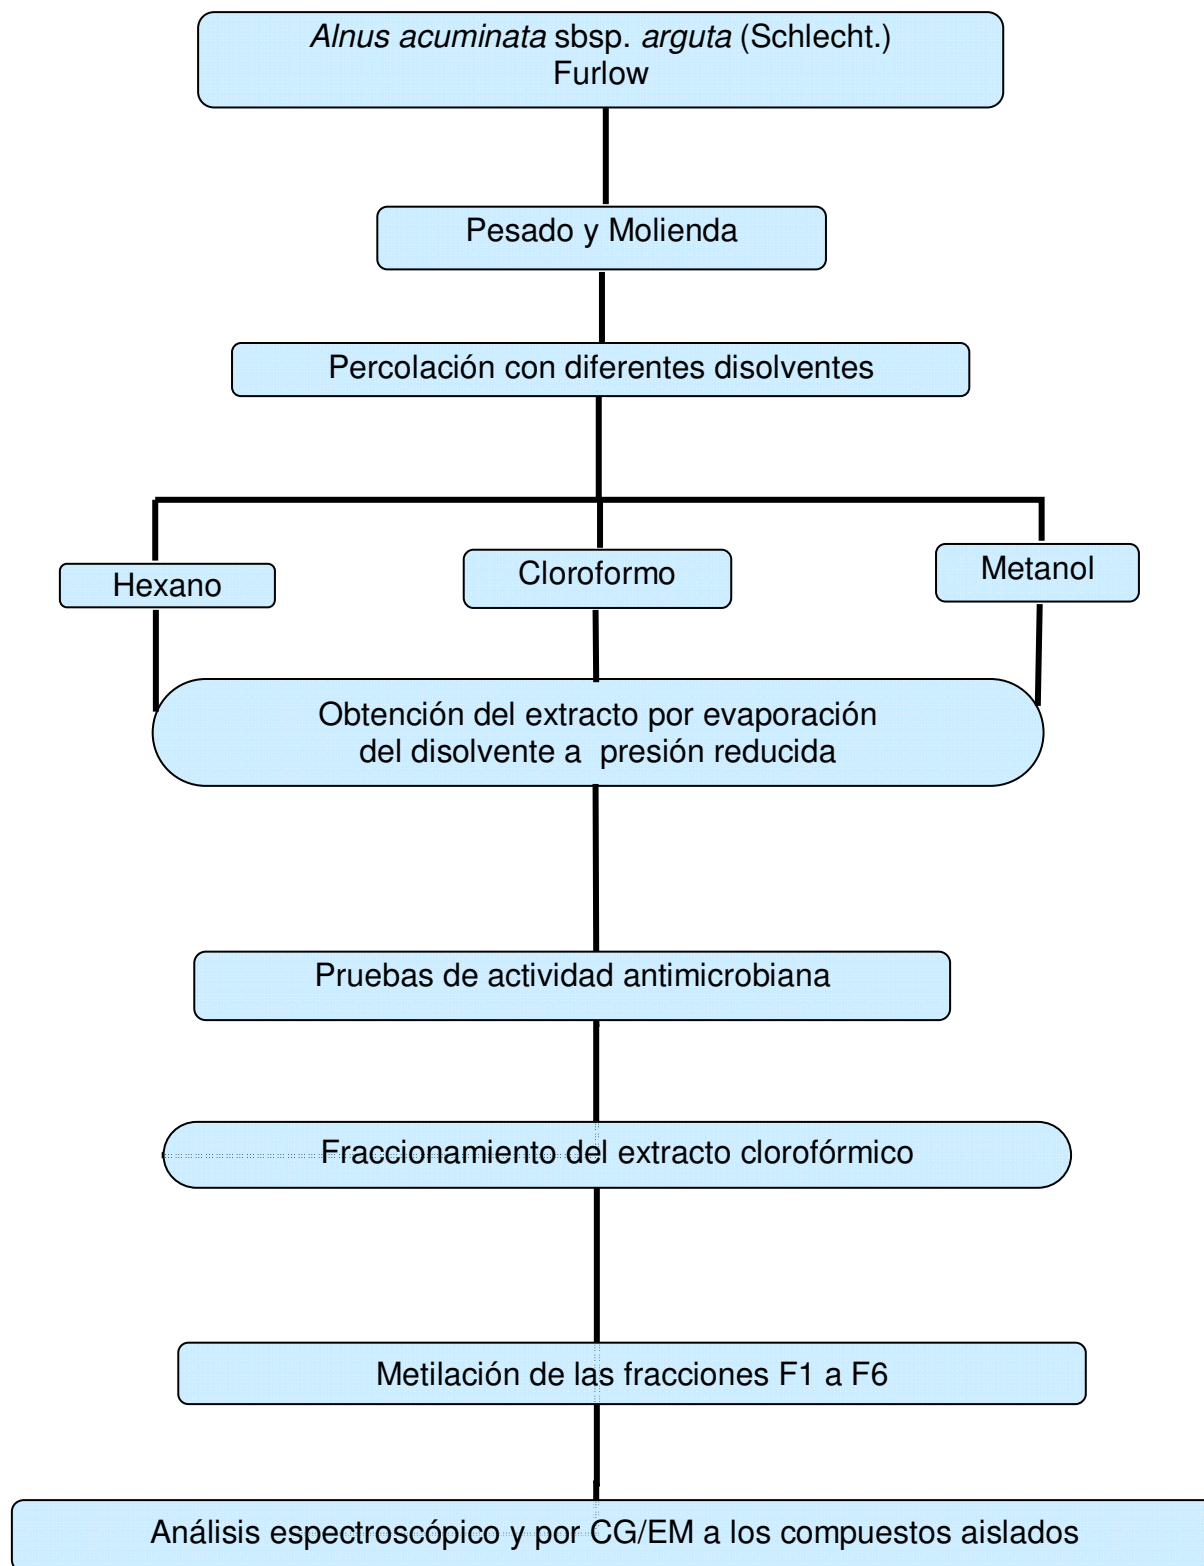 Alnus acuminata sbsp. arguta (Schlecht.)
Furlow
Pesado y Molienda
Percolación con diferentes disolventes
Hexano
Cloroformo
Metanol
Obtención del extracto por evaporación
del disolvente a presión reducida
Pruebas de actividad antimicrobiana
Fraccionamiento del extracto clorofórmico
Metilación de las fracciones F1 a F6
Análisis espectroscópico y por CG/EM a los compuestos aislados